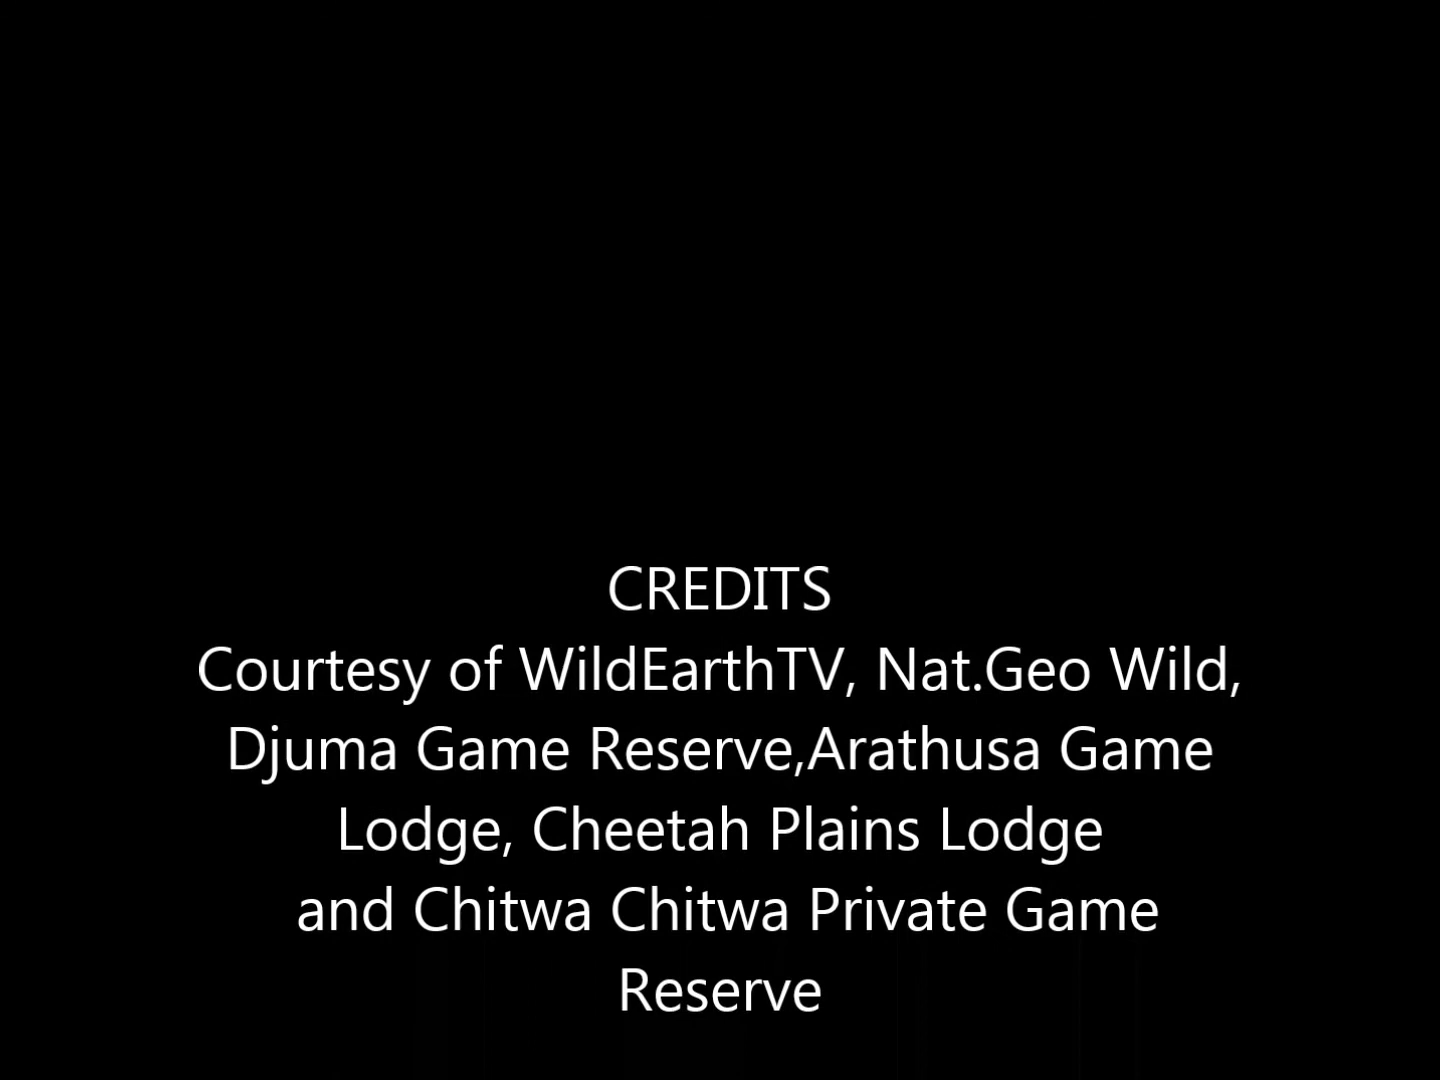 CREDITS
Courtesy of WildEarthTV, Nat.Geo Wild,
Djuma Game Reserve,Arathusa Game
Lodge, Cheetah Plains Lodge
and Chitwa Chitwa Private Game
Reserve